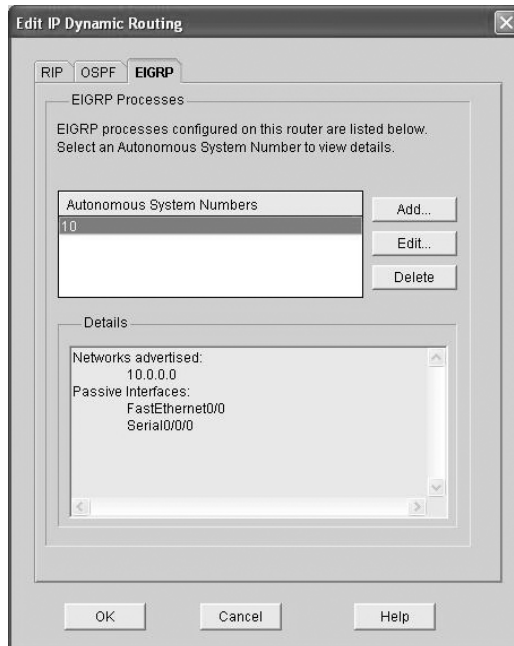 Edit IP Dynamic Routing
RIP OSPF EIGRP
EIGRP Processes
EIGRP processes configured on this router are listed below.
Select an Autonomous System Number to view details.
Autonomous System Numbers
10
Add...
Edit...
Delete
Details
Networks advertised:
10.0.0.0
Passive Interfaces:
FastEthernet0/0
Serial0/0/0
OK Cancel Help